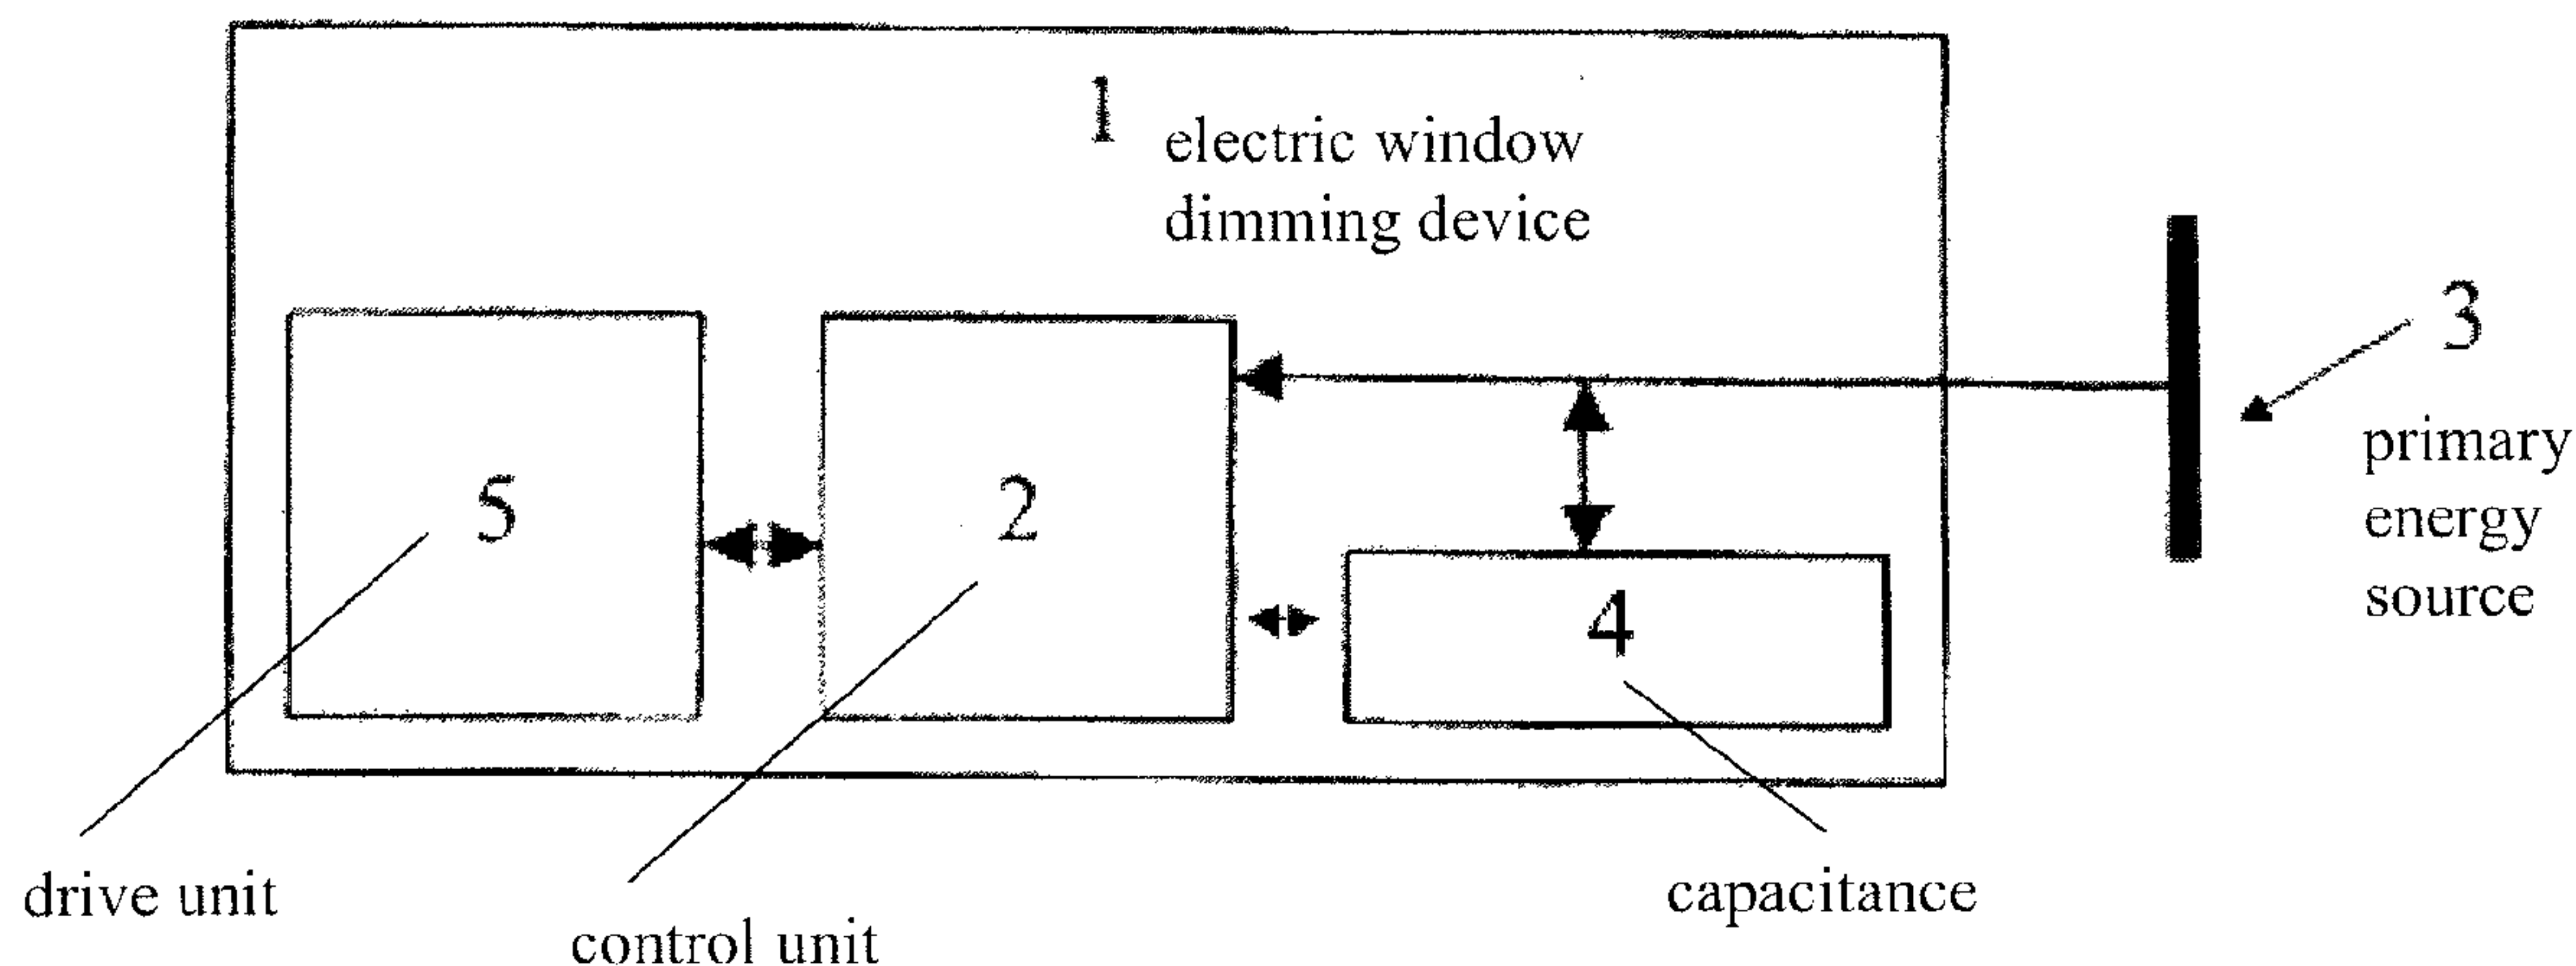 1
electric window
dimming device
3
primary
energy
source
5
2
4
drive unit
control unit
capacitance